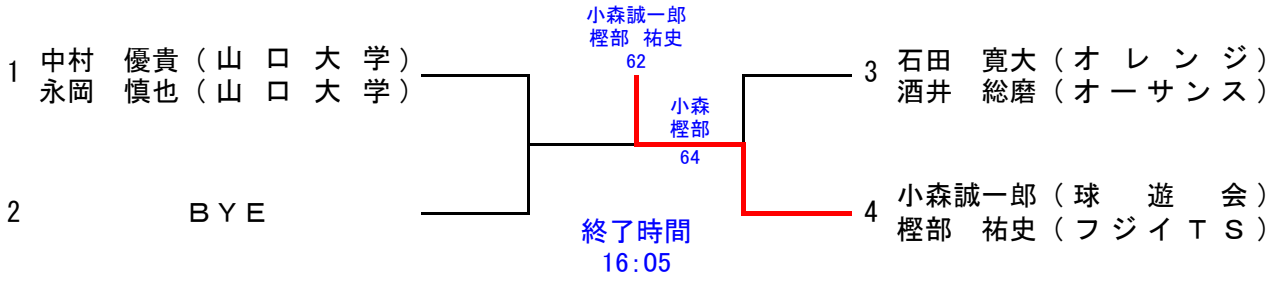 小森誠一郎
樫部 祐史
62
1 中村 優貴(山口大学)
永岡 慎也(山口大学)
小森
樫部
64
3 石田 寛大(オレンジ)
酒井 総磨(オーサンス)
2 BYE
4 小森誠一郎(球遊会)
樫部 祐史(フジイTS)
終了時間
16:05